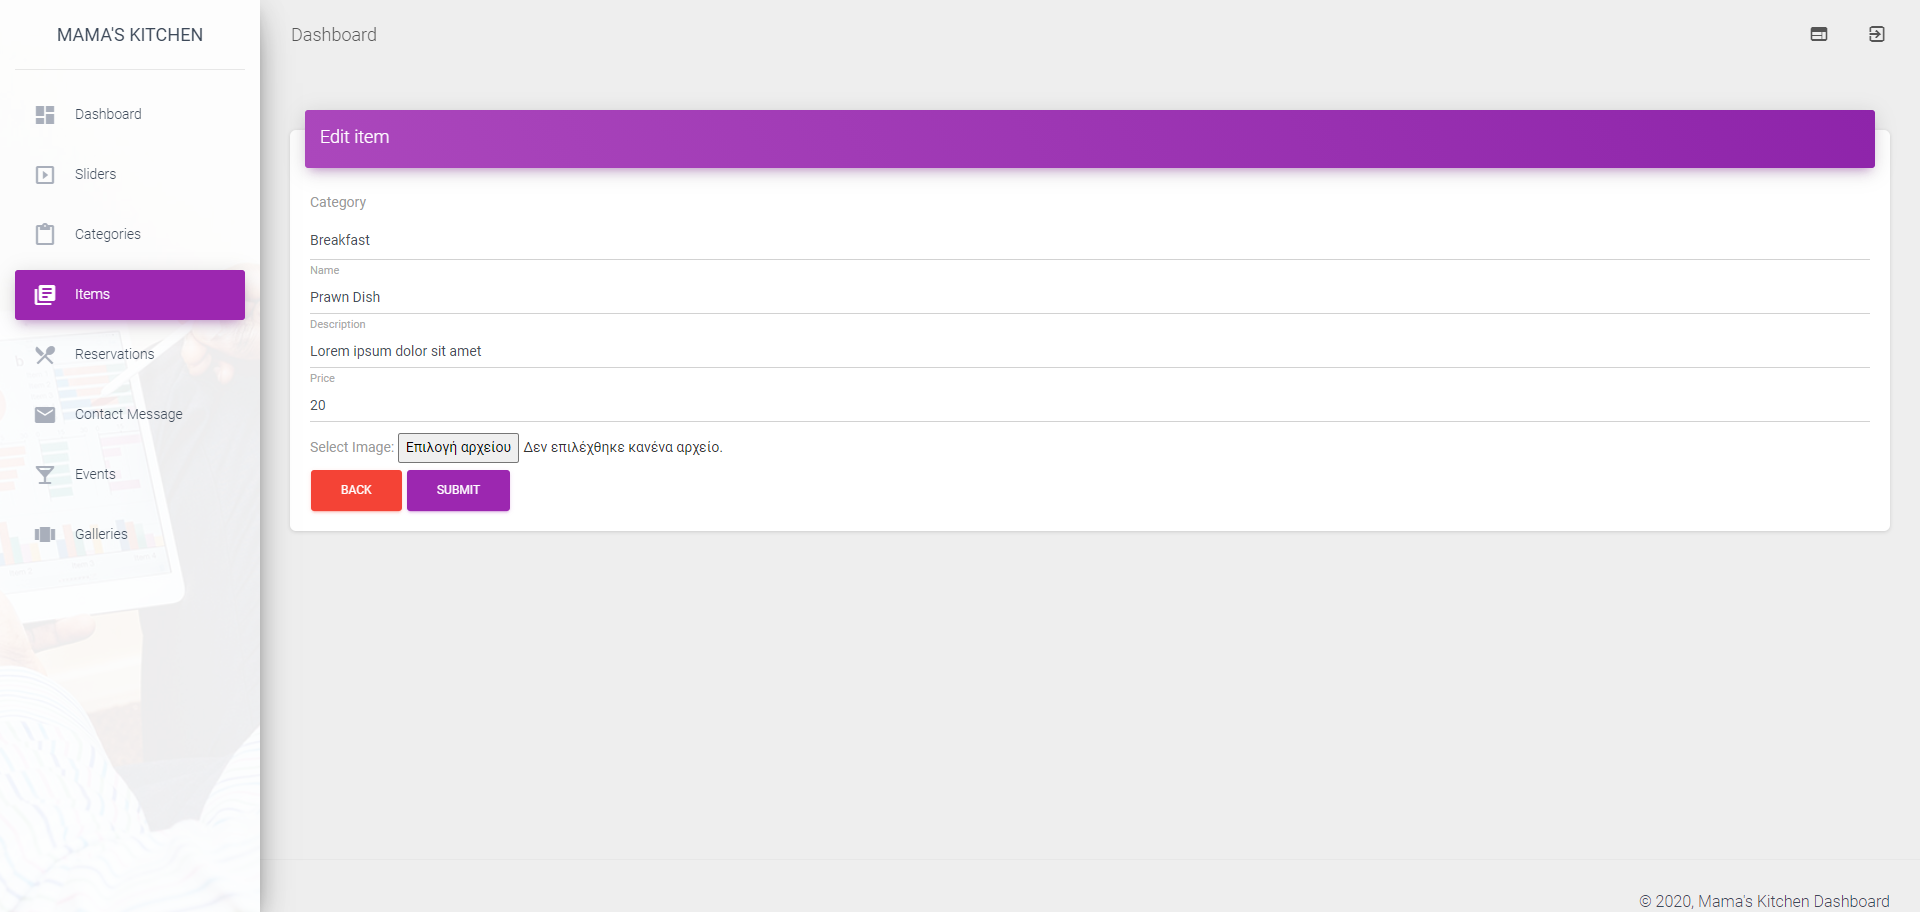 MAMA'S KITCHEN
Dashboard
Sliders
Categories
Items
Reservations
Contact Message
Events
Galleries
Dashboard
Edit item
Category
Breakfast
Name
Prawn Dish
Description
Lorem ipsum dolor sit amet
Price
20
Select Image: Επιλογή αρχείου Δεν επιλέχθηκε κανένα αρχείο.
BACK SUBMIT
© 2020, Mama's Kitchen Dashboard